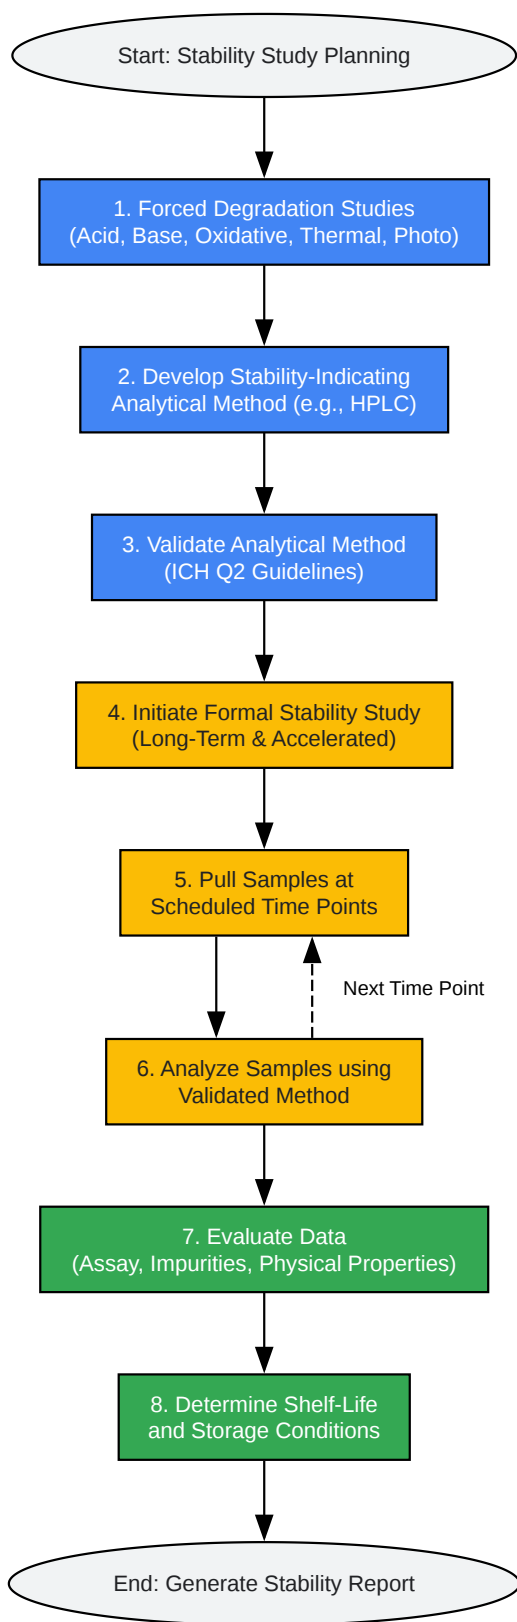 Start: Stability Study Planning
1. Forced Degradation Studies
(Acid, Base, Oxidative, Thermal, Photo)
2. Develop Stability-Indicating
Analytical Method (e.g., HPLC)
3. Validate Analytical Method
(ICH Q2 Guidelines)
4. Initiate Formal Stability Study
(Long-Term & Accelerated)
5. Pull Samples at
Scheduled Time Points
Next Time Point
6. Analyze Samples using
Validated Method
7. Evaluate Data
(Assay, Impurities, Physical Properties)
8. Determine Shelf-Life
and Storage Conditions
End: Generate Stability Report